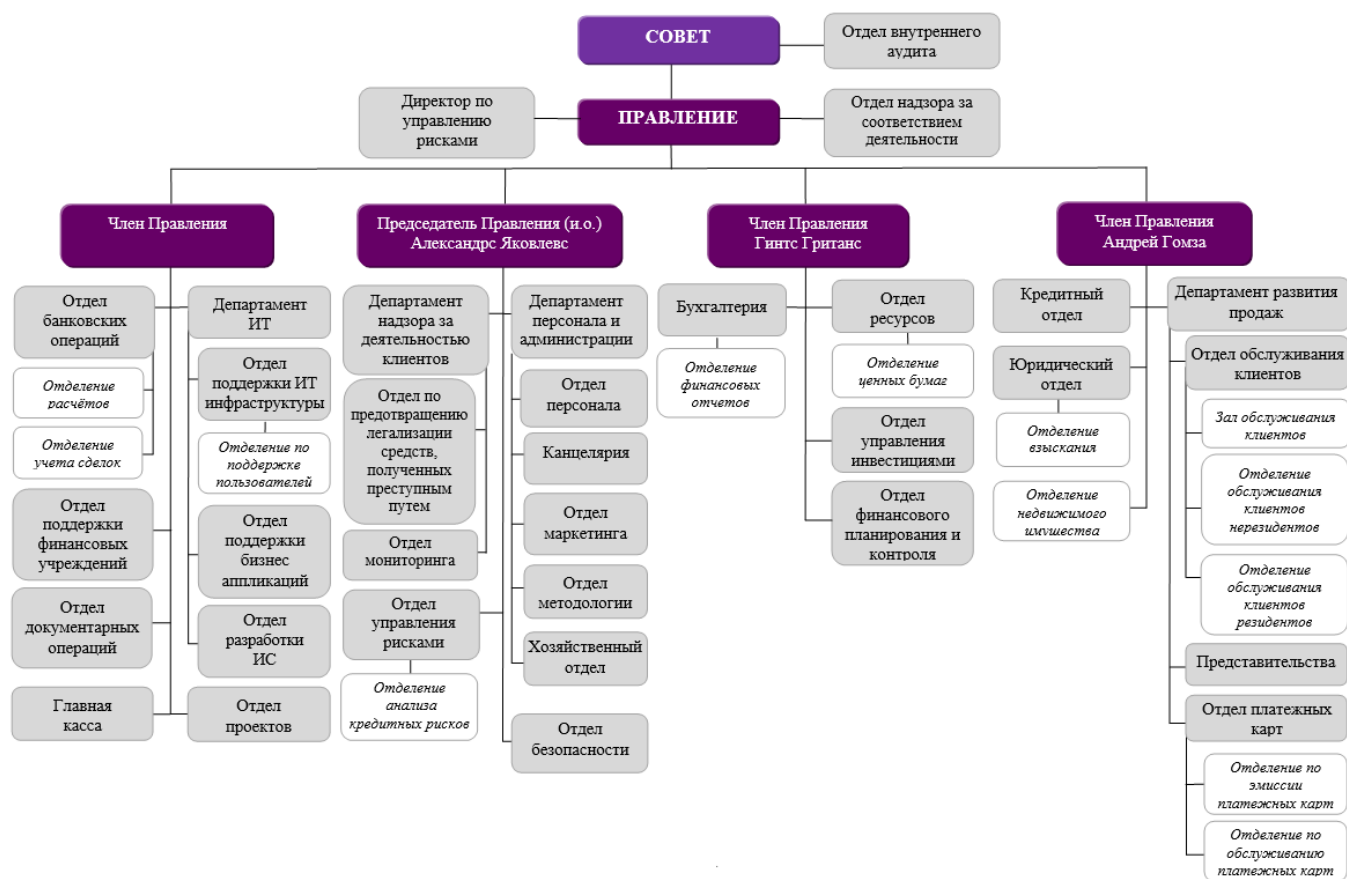 СОВЕТ
Отдел внутреннего
аудита
Директор по
управлению
рисками
ПРАВЛЕНИЕ
Отдел надзора за
соответствием
деятельности
Член Правления
Председатель Правления (и.о.)
Александрс Яковлевс
Член Правления
Гинтс Гританс
Член Правления
Андрей Гомза
Отдел
банковских
операций
Отделение
расчётов
Отделение
учета сделок
Отдел
поддержки
финансовых
учреждений
Отдел
документарных
операций
Главная
касса
Департамент
ИТ
Отдел
поддержки ИТ
инфраструктуры
Отделение по
поддержке
пользователей
Отдел
поддержки
бизнес
аппликаций
Отдел
разработки
ИС
Отдел
проектов
Департамент
надзора за
деятельностью
клиентов
Отдел по
предотвращению
легализации
средств,
полученных
преступным
путем
Отдел
мониторинга
Отдел
управления
рисками
Отделение
анализа
кредитных рисков
Департамент
персонала и
администрации
Отдел
персонала
Канцелярия
Отдел
маркетинга
Отдел
методологии
Хозяйственный
отдел
Отдел
безопасности
Бухгалтерия
Отделение
финансовых
отчетов
Отдел
ресурсов
Отделение
ценных бумаг
Отдел
управления
инвестициями
Отдел
финансового
планирования и
контроля
Кредитный
отдел
Юридический
отдел
Отделение
взыскания
Отделение
недвижимого
имущества
Департамент развития
продаж
Отдел обслуживания
клиентов
Зал обслуживания
клиентов
Отделение
обслуживания
клиентов
нерезидентов
Отделение
обслуживания
клиентов
резидентов
Представительства
Отдел платежных
карт
Отделение по
эмиссии
платежных карт
Отделение по
обслуживанию
платежных карт